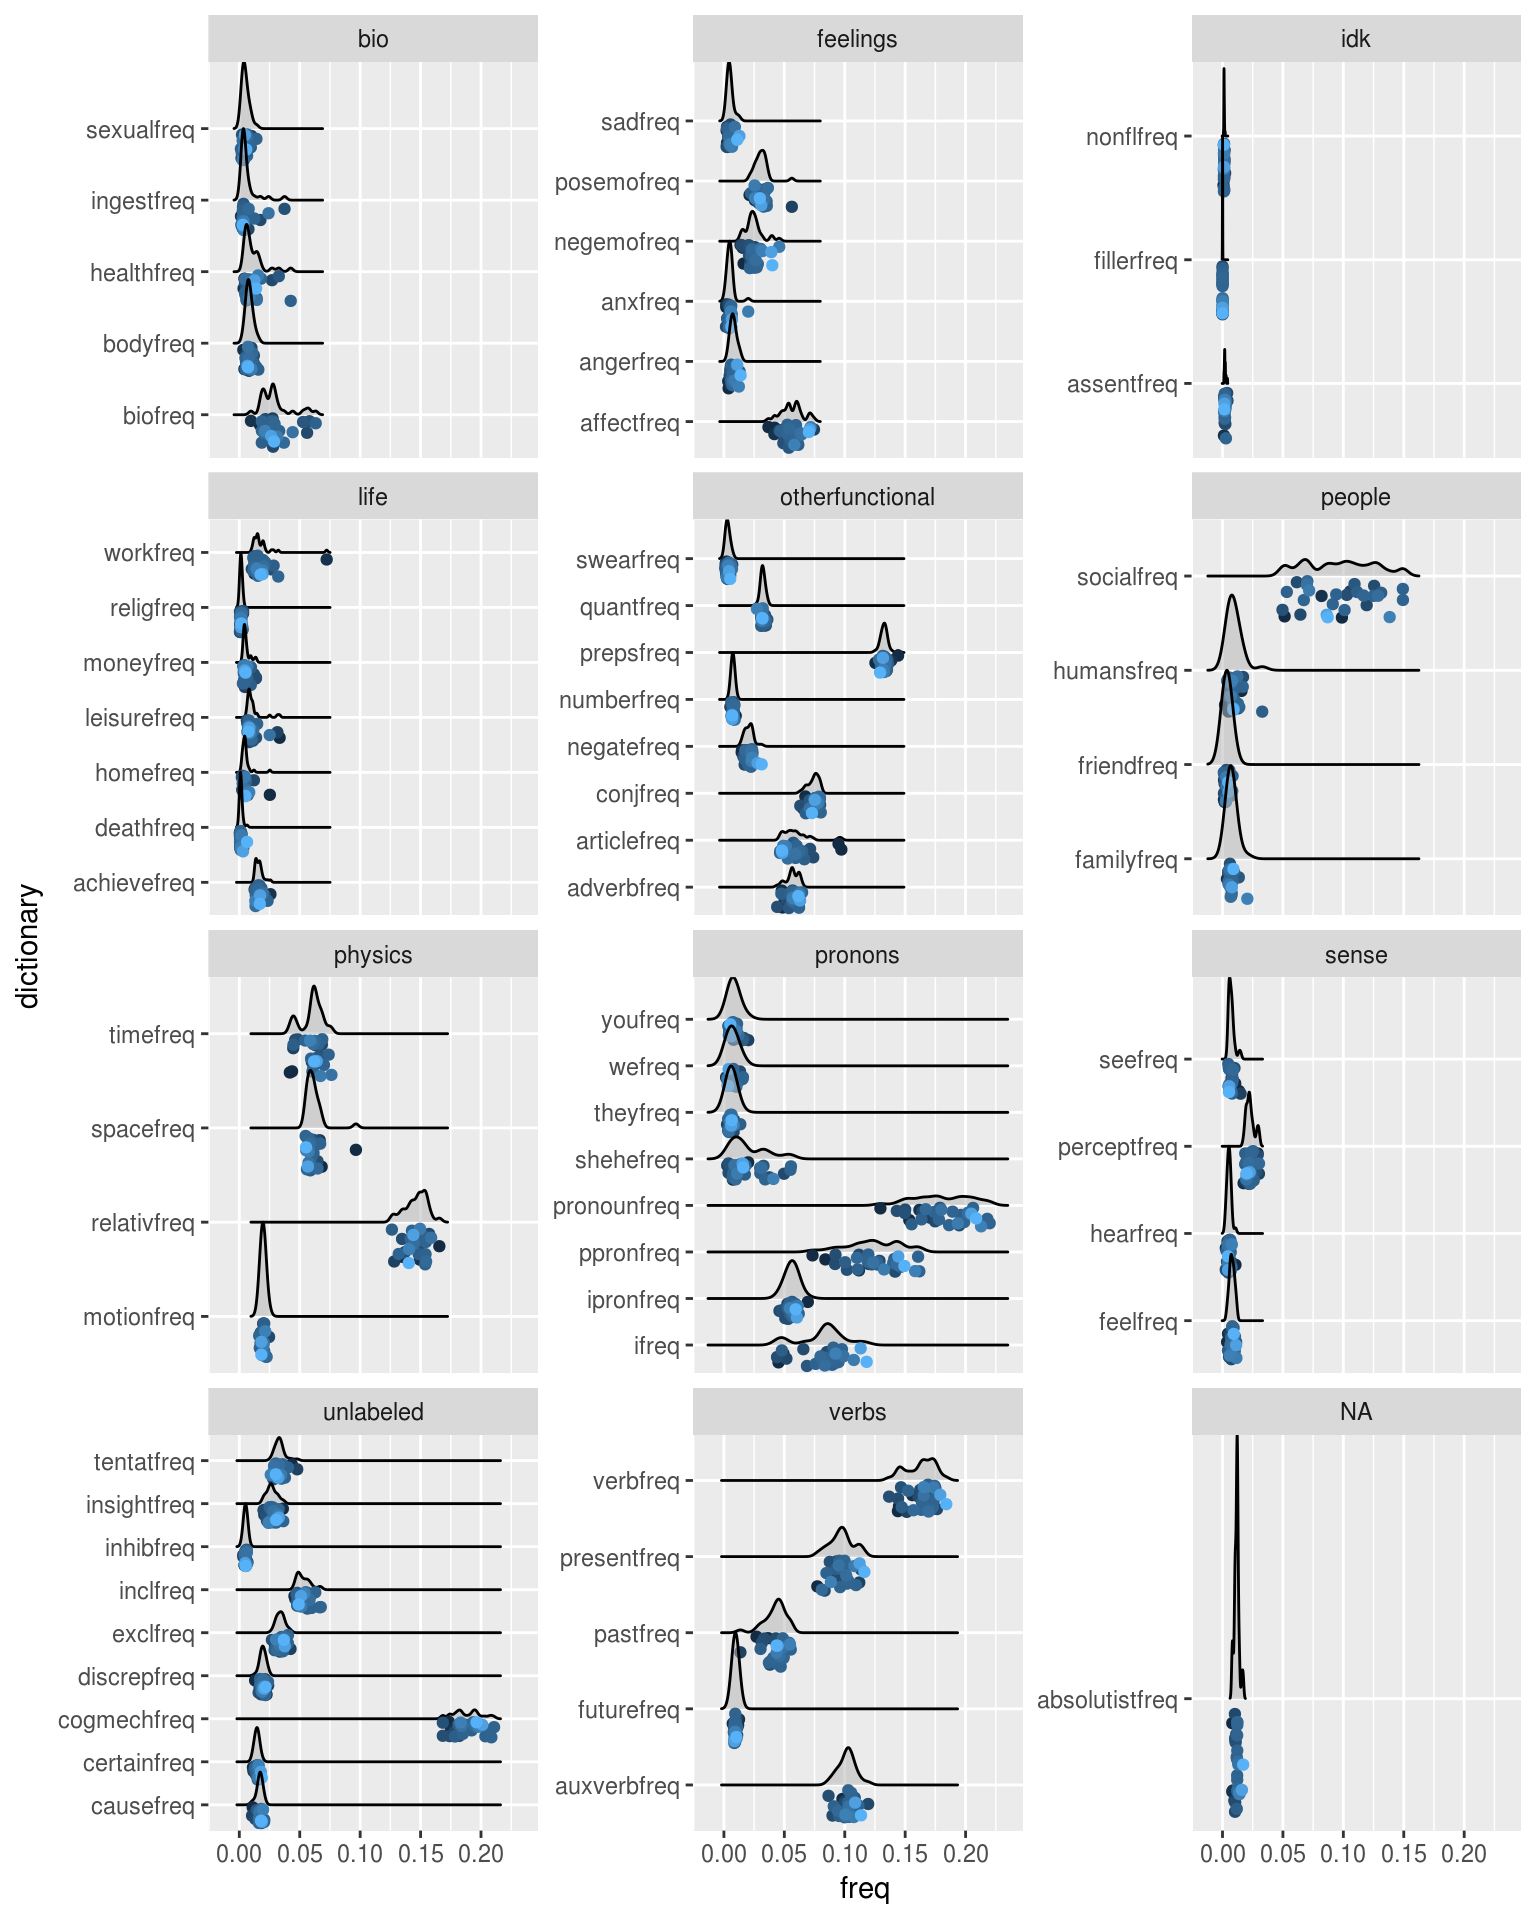 bio
feelings
idk
sexualfreq
ingestfreq
healthfreq
bodyfreq
biofreq
sadfreq
posemofreq
negemofreq
anxfreq
angerfreq
affectfreq
nonflfreq
fillerfreq
assentfreq
life
otherfunctional
people
workfreq
religfreq
moneyfreq
leisurefreq
homefreq
deathfreq
achievefreq
swearfreq
quantfreq
prepsfreq
numberfreq
negatefreq
conjfreq
articlefreq
adverbfreq
socialfreq
humansfreq
friendfreq
familyfreq
dictionary
physics
pronons
sense
timefreq
spacefreq
relativfreq
motionfreq
youfreq
wefreq
theyfreq
shehefreq
pronounfreq
ppronfreq
ipronfreq
ifreq
seefreq
perceptfreq
hearfreq
feelfreq
unlabeled
verbs
NA
tentatfreq
insightfreq
inhibfreq
inclfreq
exclfreq
discrepfreq
cogmechfreq
certainfreq
causefreq
verbfreq
presentfreq
pastfreq
futurefreq
auxverbfreq
absolutistfreq
0.00 0.05 0.10 0.15 0.20
0.00 0.05 0.10 0.15 0.20
0.00 0.05 0.10 0.15 0.20
freq